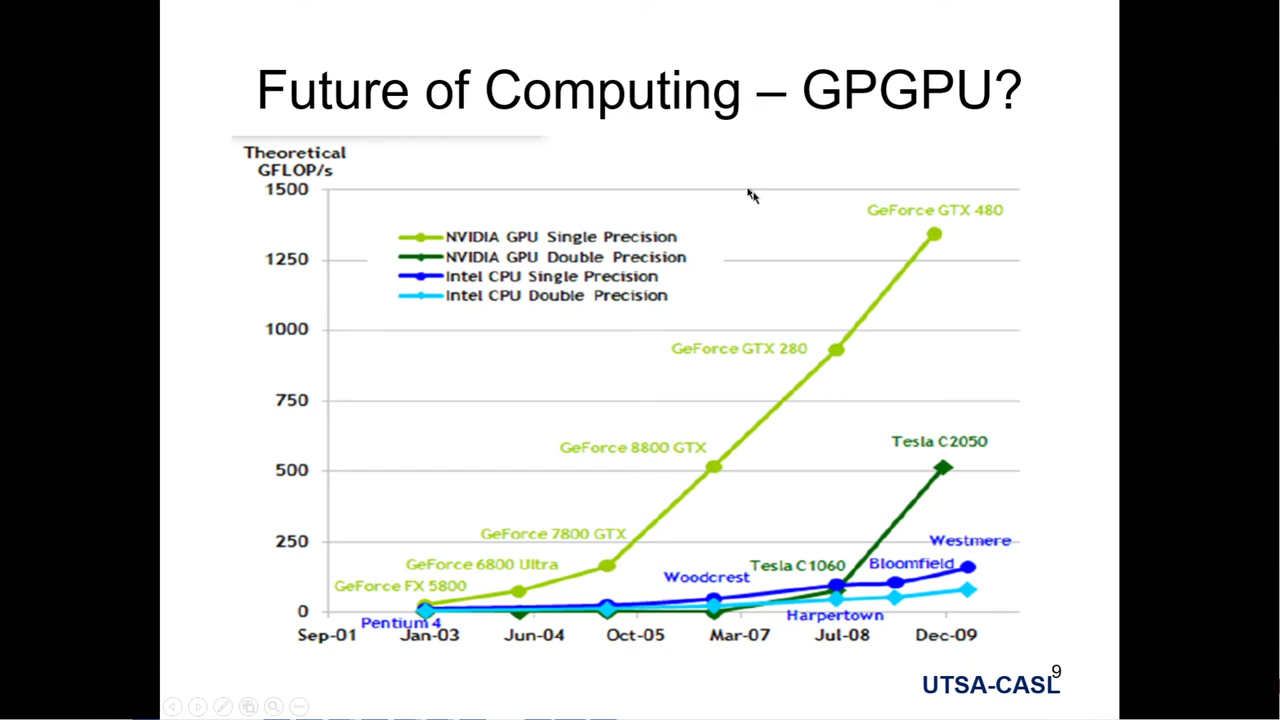 Future of Computing – GPGPU?
Theoretical
GFLOP/s
1500
1250
1000
750
500
250
0
NVIDIA GPU Single Precision
NVIDIA GPU Double Precision
Intel CPU Single Precision
Intel CPU Double Precision
GeForce GTX 480
GeForce GTX 280
Tesla C2050
GeForce 8800 GTX
GeForce 7800 GTX
Westmere
GeForce 6800 Ultra
Tesla C1060
Bloomfield
Woodcrest
GeForce FX 5800
Harpertown
Pentium 4
Sep-01 Jan-03 Jun-04 Oct-05 Mar-07 Jul-08 Dec-09
9
UTSA-CASL